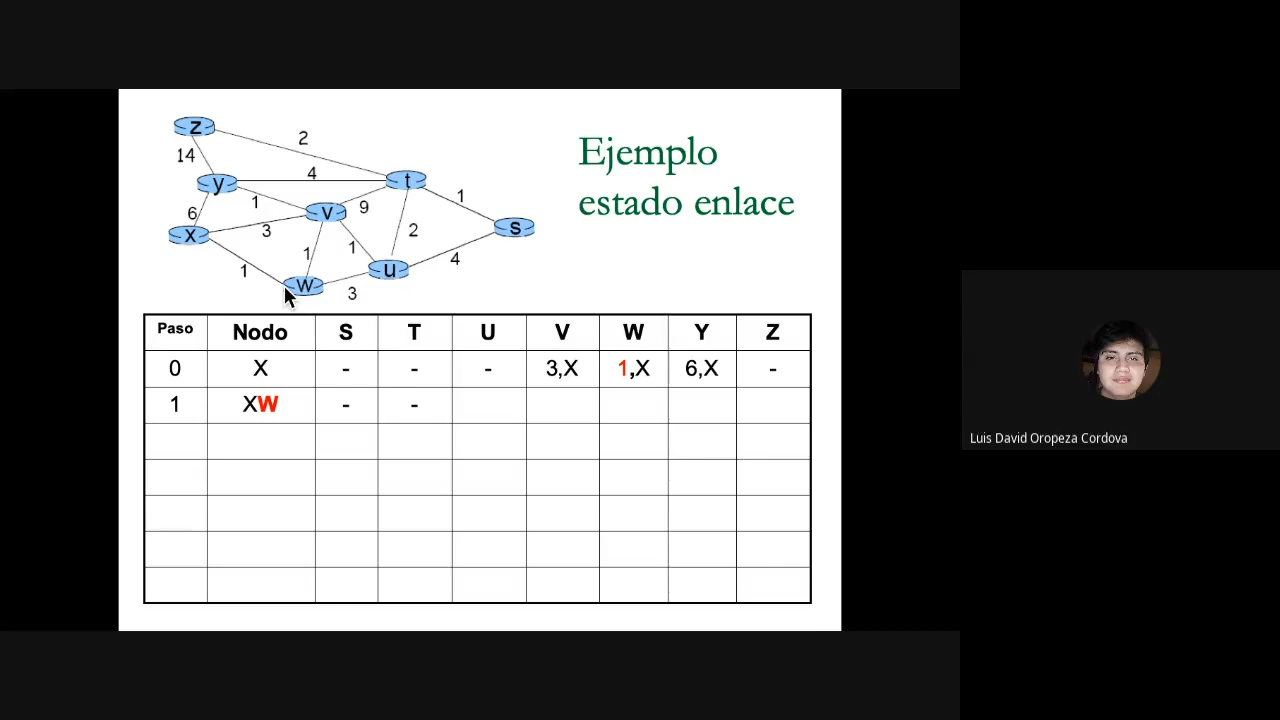 z
2
14
y
4
t
1
v
9
1
6
x
3
2
s
1
1
1
u
4
w
3
Ejemplo
estado enlace
Paso Nodo S T U V W Y Z
0 X - - - 3,X 1,X 6,X -
1 XW - -
Luis David Oropeza Cordova